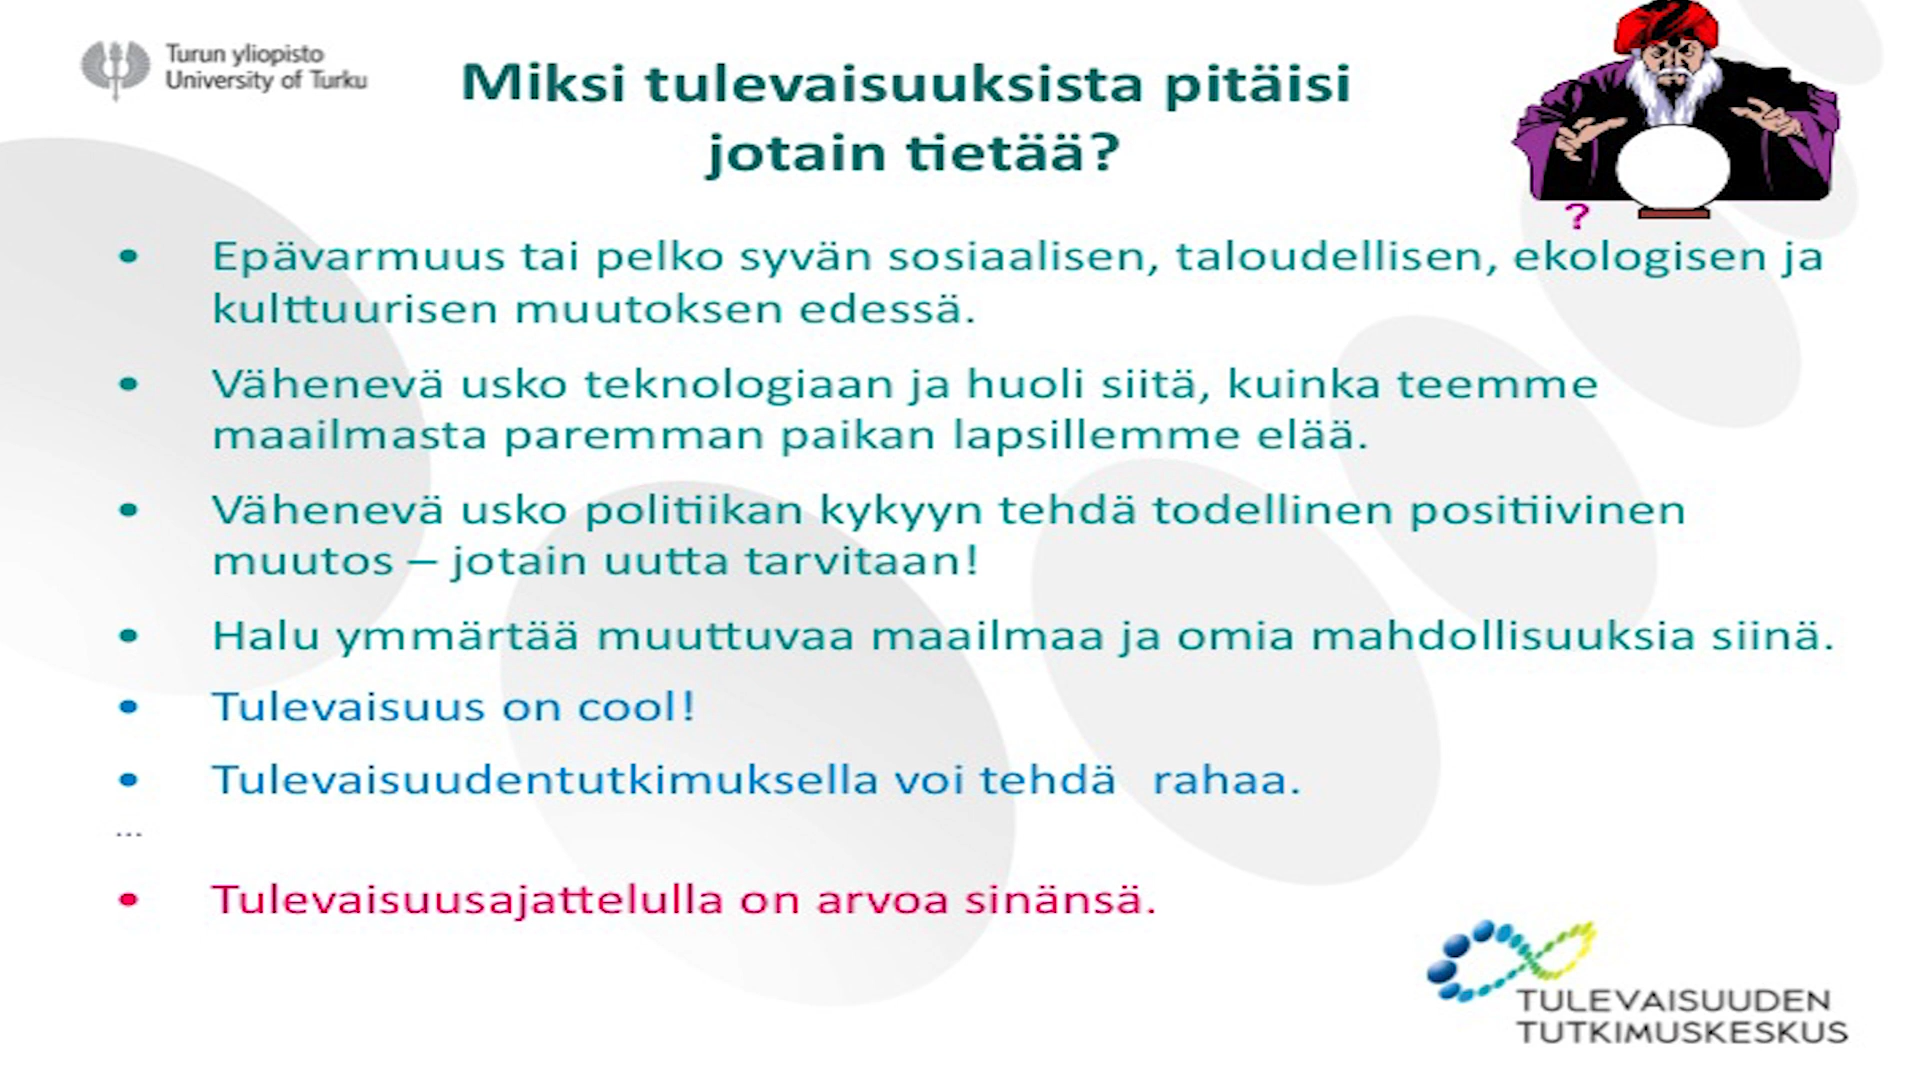 Turun yliopisto
University of Turku
Miksi tulevaisuuksista pitäisi
jotain tietää?
?
• Epävarmuus tai pelko syvän sosiaalisen, taloudellisen, ekologisen ja
kulttuurisen muutoksen edessä.
• Vähenevä usko teknologiaan ja huoli siitä, kuinka teemme
maailmasta paremman paikan lapsillemme elää.
• Vähenevä usko politiikan kykyyn tehdä todellinen positiivinen
muutos – jotain uutta tarvitaan!
• Halu ymmärtää muuttuvaa maailmaa ja omia mahdollisuuksia siinä.
• Tulevaisuus on cool!
• Tulevaisuudentutkimuksella voi tehdä rahaa.
...
• Tulevaisuusajattelulla on arvoa sinänsä.
TULEVAISUUDEN
TUTKIMUSKESKUS